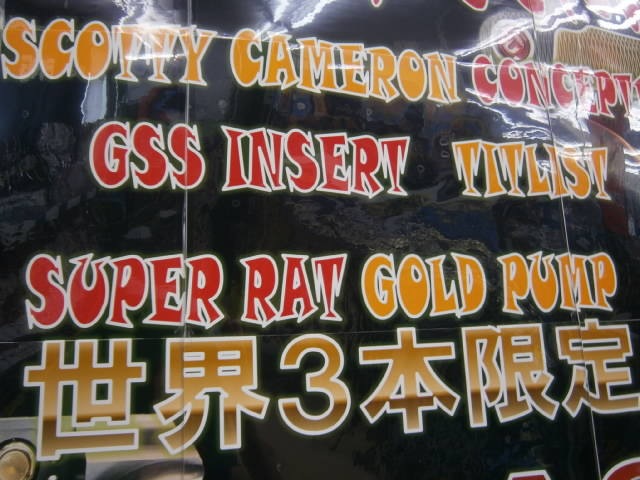 SCOTTY CAMERON CONCEPT
GSS INSERT TITLIST
SUPER RAT GOLD PUMP
世界3本限定